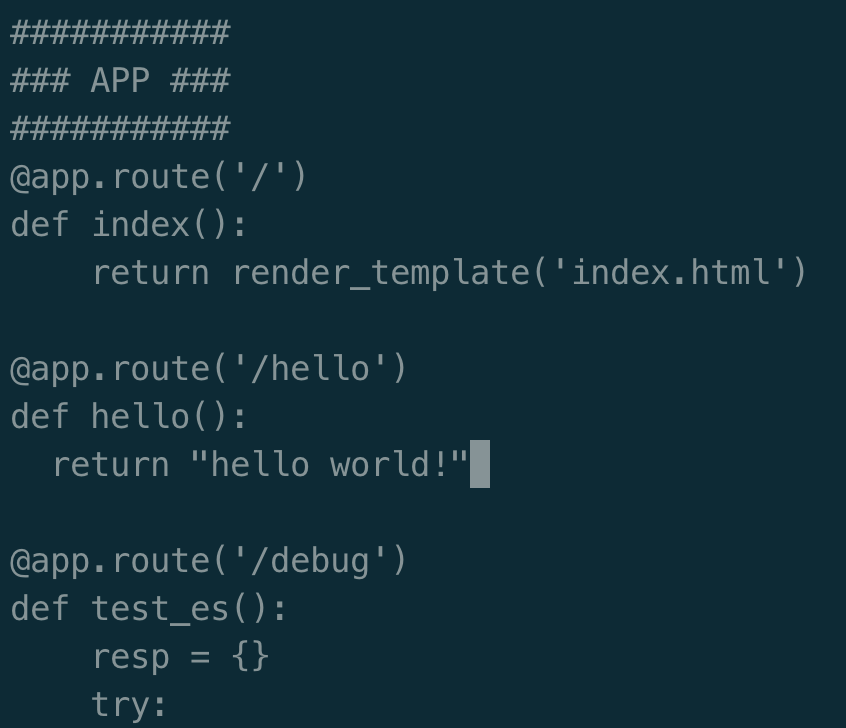 ###########
### APP ###
###########
@app.route('/')
def index():
    return render_template('index.html')

@app.route('/hello')
def hello():
  return "hello world!"

@app.route('/debug')
def test_es():
    resp = {}
    try: